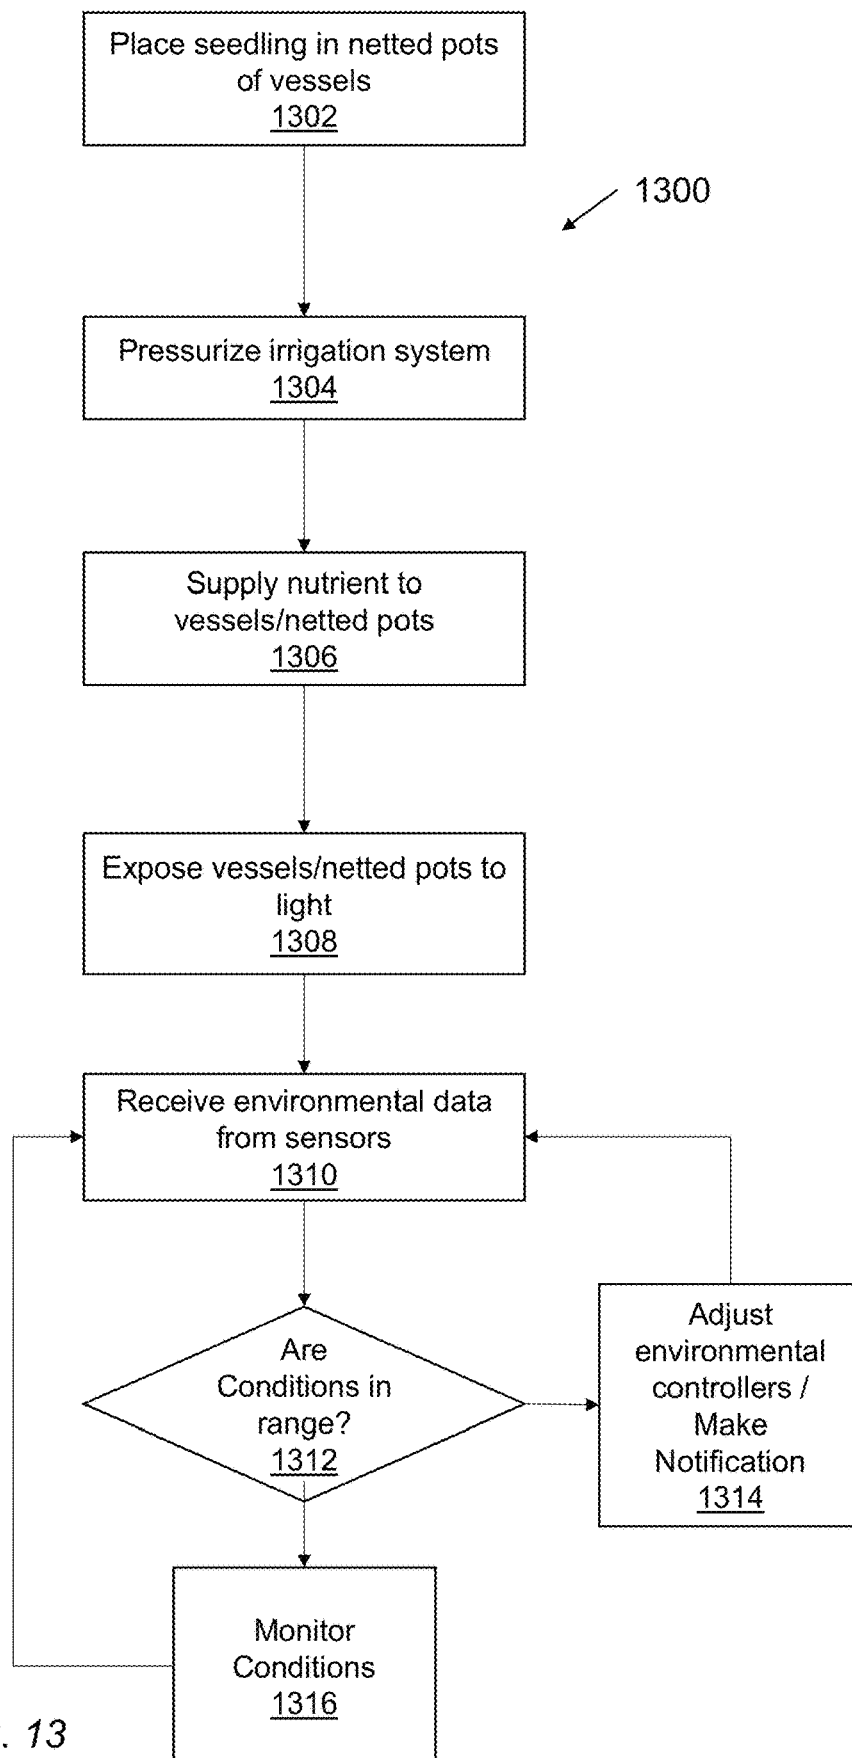 Place seedling in netted pots
of vessels
1302
1300
Pressurize irrigation system
1304
Supply nutrient to
vessels/netted pots
1306
Expose vessels/netted pots to
light
1308
Receive environmental data
from sensors
1310
Are
Conditions in
range?
1312
Adjust
environmental
controllers /
Make
Notification
1314
Monitor
Conditions
1316
. 13